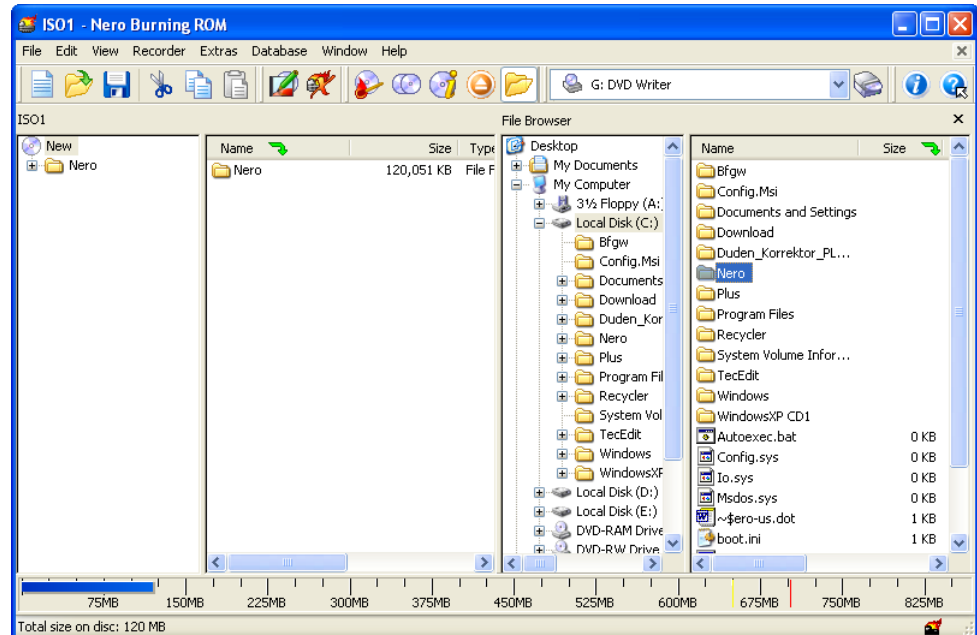 ISO1 - Nero Burning ROM
File Edit View Recorder Extras Database Window Help
G: DVD Writer
ISO1
File Browser
New
Nero
Name Size Type
Nero 120,051 KB File F
Desktop
My Documents
My Computer
3½ Floppy (A:)
Local Disk (C:)
Bfgw
Config.Msi
Documents
Download
Duden_Kor
Nero
Plus
Program Fil
Recycler
System Vol
TecEdit
Windows
WindowsXP
Local Disk (D:)
Local Disk (E:)
DVD-RAM Drive
DVD-RW Drive
Name Size
Bfgw
Config.Msi
Documents and Settings
Download
Duden_Korrektor_PL...
Nero
Plus
Program Files
Recycler
System Volume Infor...
TecEdit
Windows
WindowsXP CD1
Autoexec.bat 0 KB
Config.sys 0 KB
Io.sys 0 KB
Msdos.sys 0 KB
~$ero-us.dot 1 KB
boot.ini 1 KB
75MB 150MB 225MB 300MB 375MB 450MB 525MB 600MB 675MB 750MB 825MB
Total size on disc: 120 MB